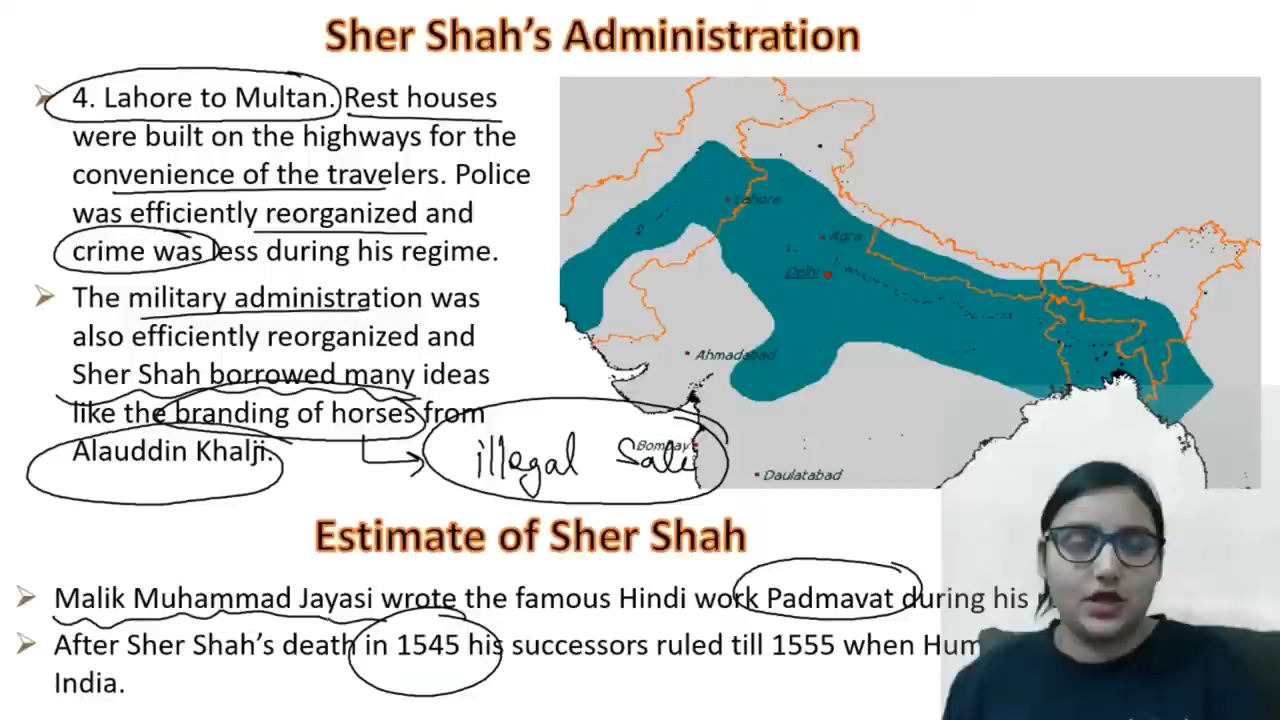 Sher Shah's Administration
4. Lahore to Multan. Rest houses
were built on the highways for the
convenience of the travelers. Police
was efficiently reorganized and
crime was less during his regime.
The military administration was
also efficiently reorganized and
Sher Shah borrowed many ideas
like the branding of horses from
Alauddin Khalji.
illegal sale
Lahore
Agra
Delhi
Ahmadabad
Bombay
Daulatabad
Estimate of Sher Shah
Malik Muhammad Jayasi wrote the famous Hindi work Padmavat during his
After Sher Shah's death in 1545 his successors ruled till 1555 when
India.